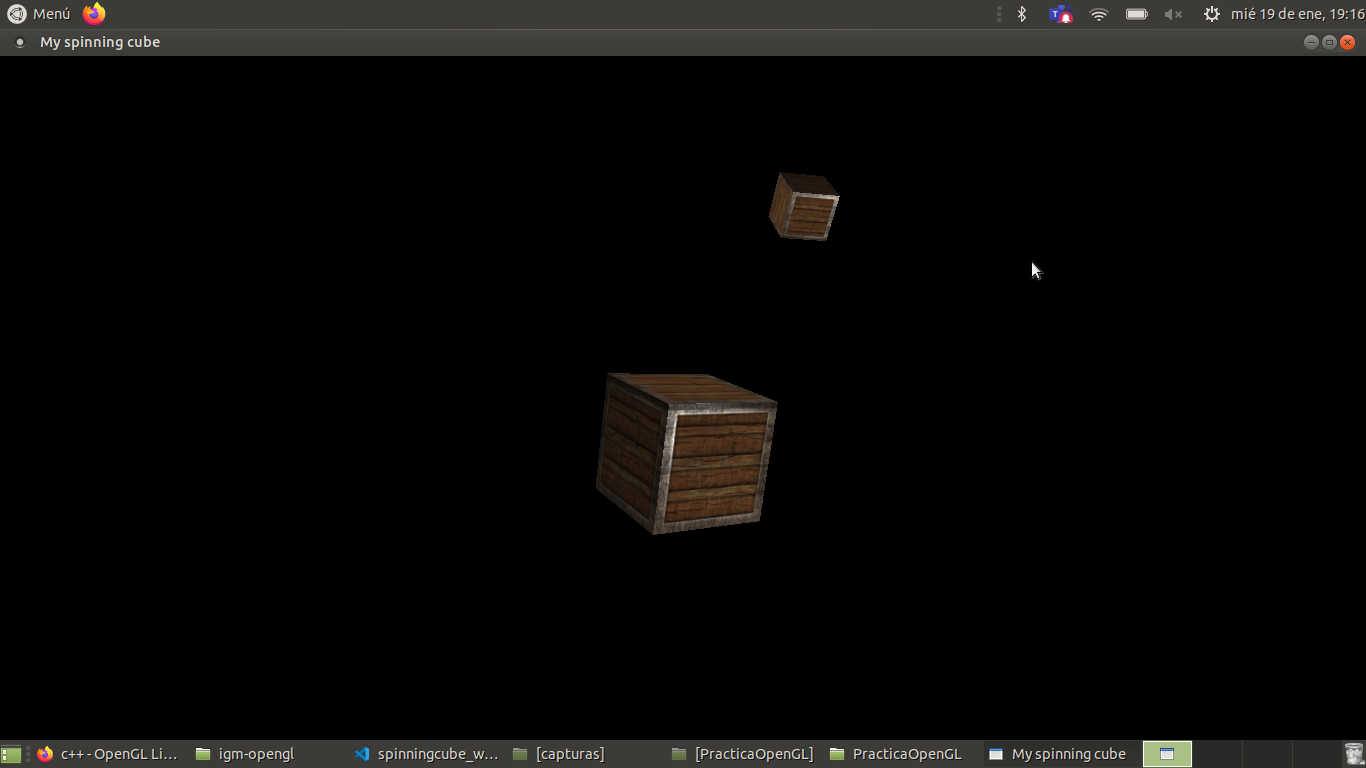 Menú
mié 19 de ene, 19:16
My spinning cube
c++ - OpenGL Li...
igm-opengl
spinningcube_w...
[capturas]
[PracticaOpenGL]
PracticaOpenGL
My spinning cube